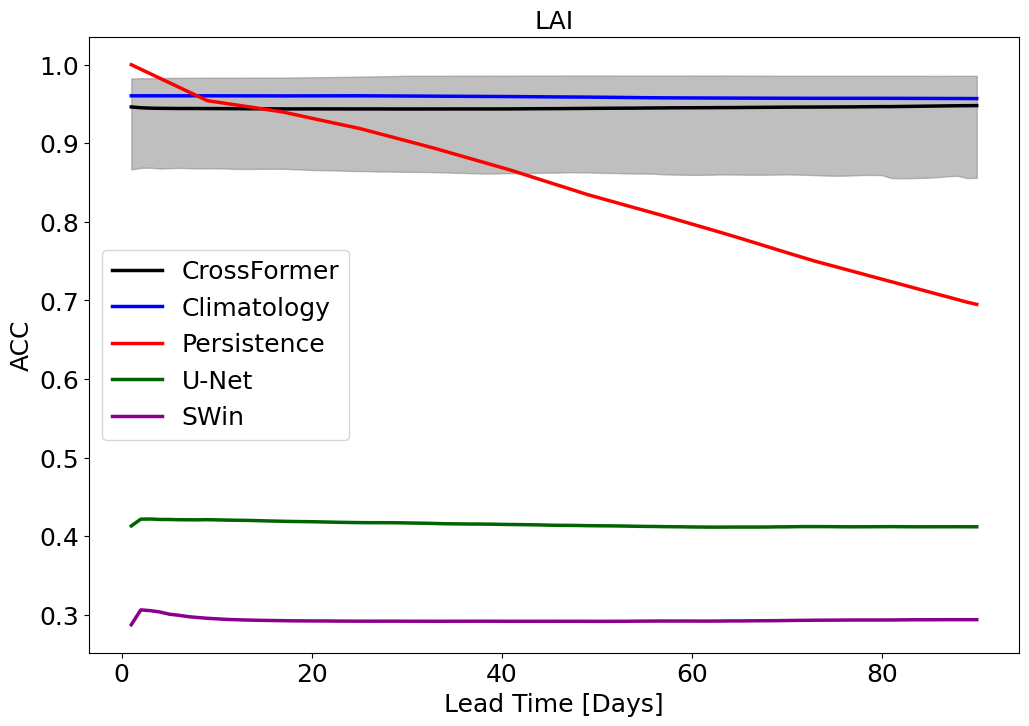 LAI
ACC
1.0
0.9
0.8
0.7
0.6
0.5
0.4
0.3
CrossFormer
Climatology
Persistence
U-Net
SWin
0 20 40 60 80
Lead Time [Days]